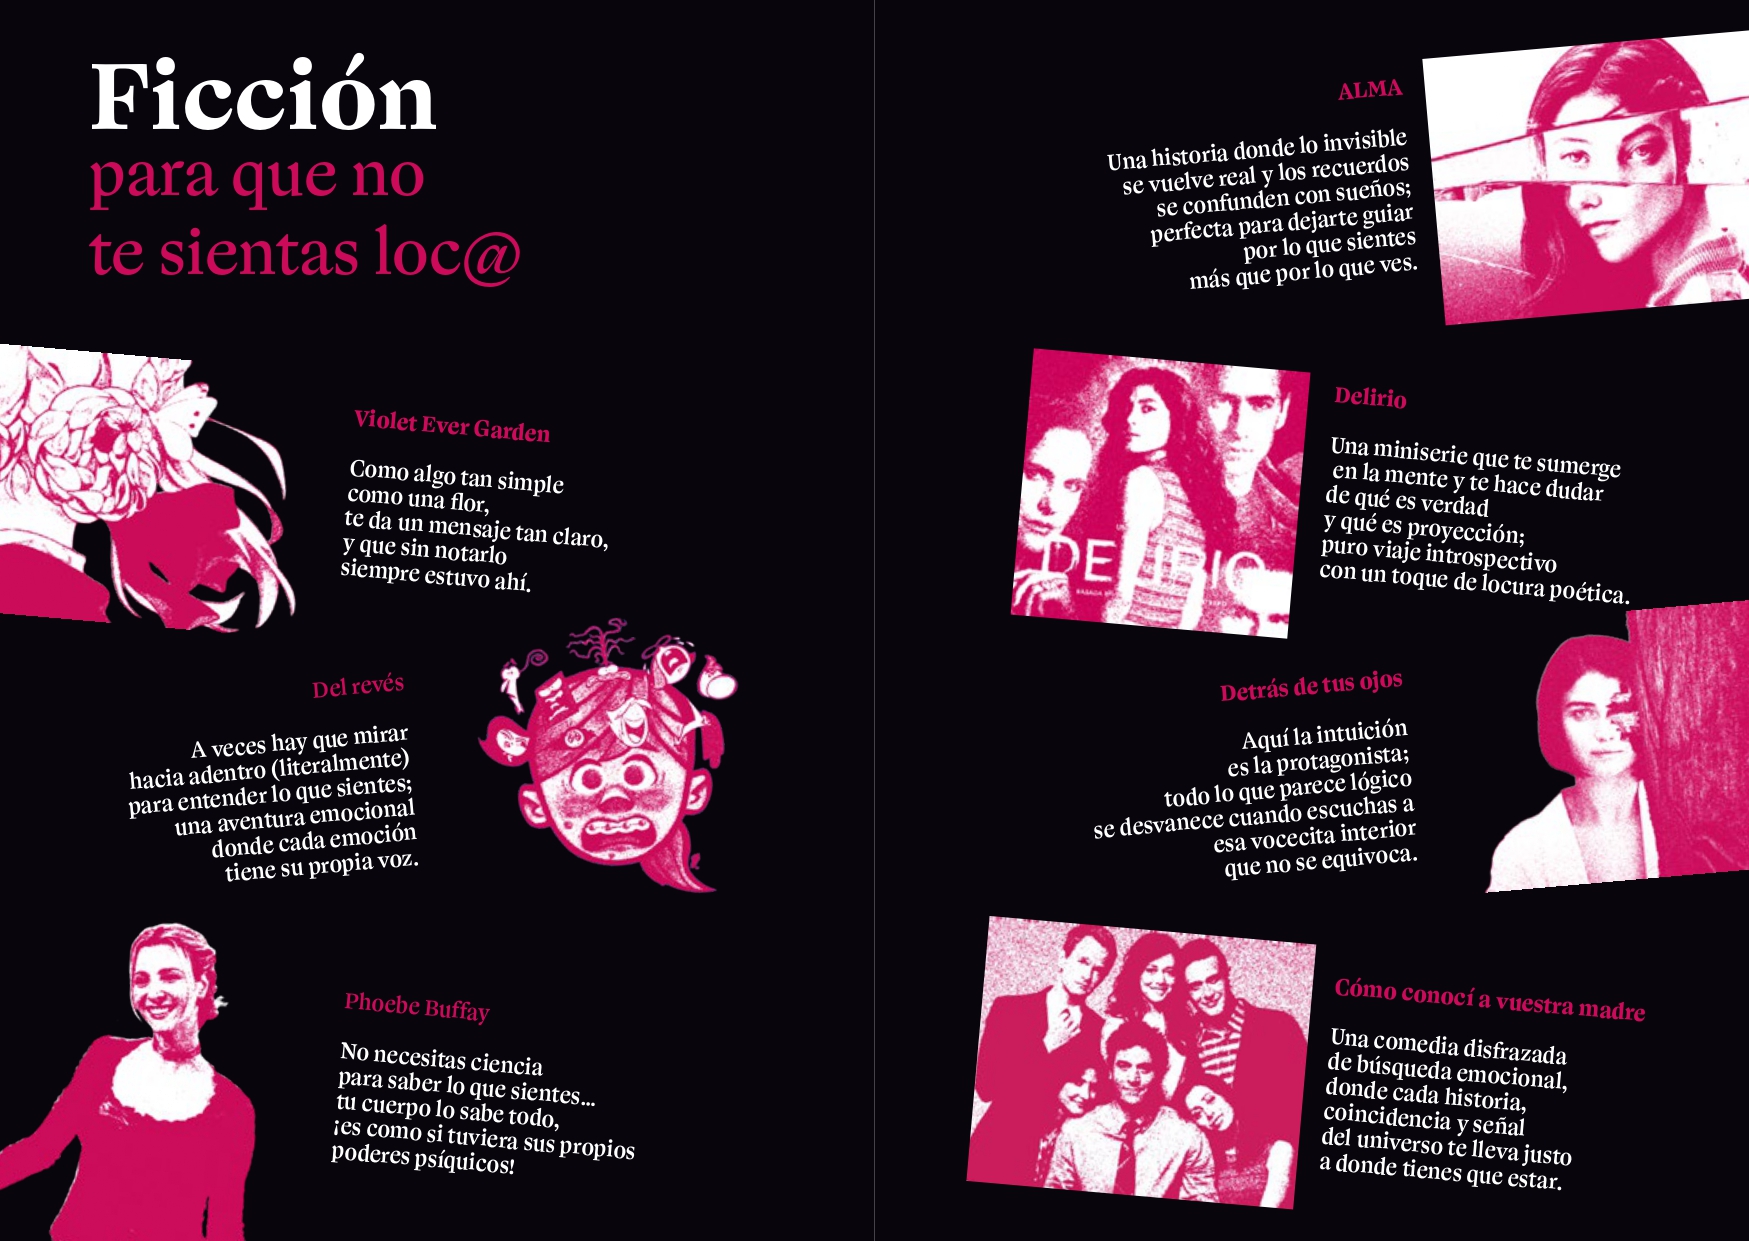 Ficción
para que no
te sientas loc@
Violet Ever Garden
Como algo tan simple
como una flor,
te da un mensaje tan claro,
y que sin notarlo
siempre estuvo ahí.
Del revés
A veces hay que mirar
hacia adentro (literalmente)
para entender lo que sientes;
una aventura emocional
donde cada emoción
tiene su propia voz.
Phoebe Buffay
No necesitas ciencia
para saber lo que sientes...
tu cuerpo lo sabe todo,
¡es como si tuviera sus propios
poderes psíquicos!
ALMA
Una historia donde lo invisible
se vuelve real y los recuerdos
se confunden con sueños;
perfecta para dejarte guiar
por lo que sientes
más que por lo que ves.
DELIRIO
Delirio
Una miniserie que te sumerge
en la mente y te hace dudar
de qué es verdad
y qué es proyección;
puro viaje introspectivo
con un toque de locura poética.
Detrás de tus ojos
Aquí la intuición
es la protagonista;
todo lo que parece lógico
se desvanece cuando escuchas a
esa vocecita interior
que no se equivoca.
Cómo conocí a vuestra madre
Una comedia disfrazada
de búsqueda emocional,
donde cada historia,
coincidencia y señal
del universo te lleva justo
a donde tienes que estar.